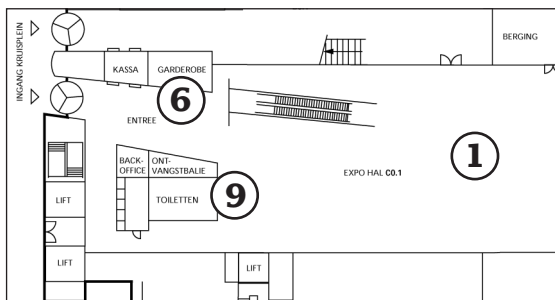 INGANG KRUISPLEIN
BERGING
KASSA
GARDEROBE
6
ENTREE
1
BACK-
OFFICE
ONT-
VANGSTBALIE
EXPO HAL C0.1
LIFT
TOILETTEN
9
LIFT
LIFT